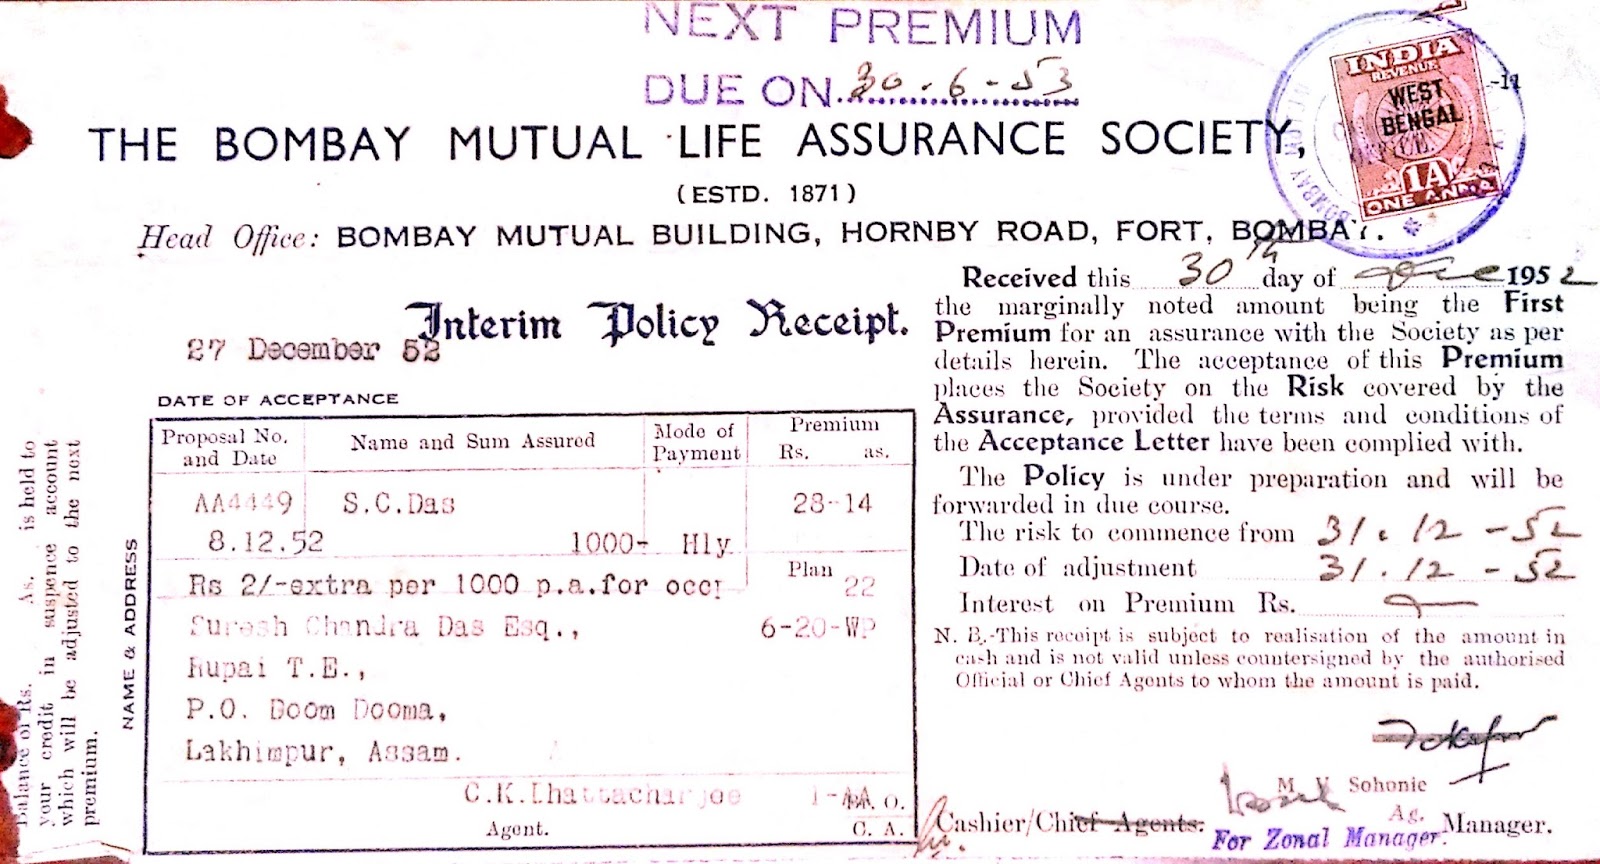 NEXT PREMIUM
DUE ON 30-6-53
INDIA
REVENUE
WEST
BENGAL
1A
ONE ANNA
THE BOMBAY MUTUAL LIFE ASSURANCE SOCIETY,
(ESTD. 1871)
Head Office: BOMBAY MUTUAL BUILDING, HORNBY ROAD, FORT, BOMBAY.
Interim Policy Receipt.
27 December 52
DATE OF ACCEPTANCE
Proposal No. and Date
Name and Sum Assured
Mode of Payment
Premium
Rs. as.
AA4449 S.C.Das 28-14
8.12.52 1000- Hly
Rs 2/-extra per 1000 p.a.for occ
Plan 22
Suresh Chandra Das Esq., 6-20-WP
Rupai T.E.,
P.O. Doom Dooma,
Lakhimpur, Assam.
Agent.
B. O.
C. A.
NAME & ADDRESS
Balance of Rs. As. is held to
your credit in suspence account
which will be adjusted to the next
premium.
Received this 30th day of Dec 1952
the marginally noted amount being the First
Premium for an assurance with the Society as per
details herein. The acceptance of this Premium
places the Society on the Risk covered by the
Assurance, provided the terms and conditions of
the Acceptance Letter have been complied with.
The Policy is under preparation and will be
forwarded in due course.
The risk to commence from 31.12-52
Date of adjustment 31.12-52
Interest on Premium Rs.
N. B.-This receipt is subject to realisation of the amount in
cash and is not valid unless countersigned by the authorised
Official or Chief Agents to whom the amount is paid.
M. V. Sohonie
Cashier/Chief Agents. Ag. Manager.
For Zonal Manager.